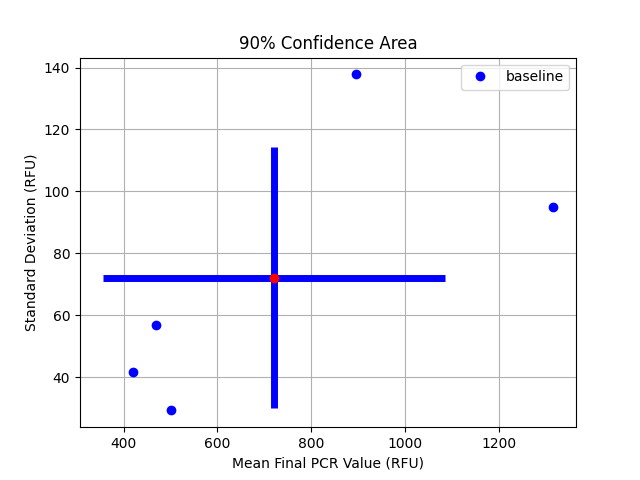 90% Confidence Area
baseline
Standard Deviation (RFU)
140
120
100
80
60
40
400 600 800 1000 1200
Mean Final PCR Value (RFU)